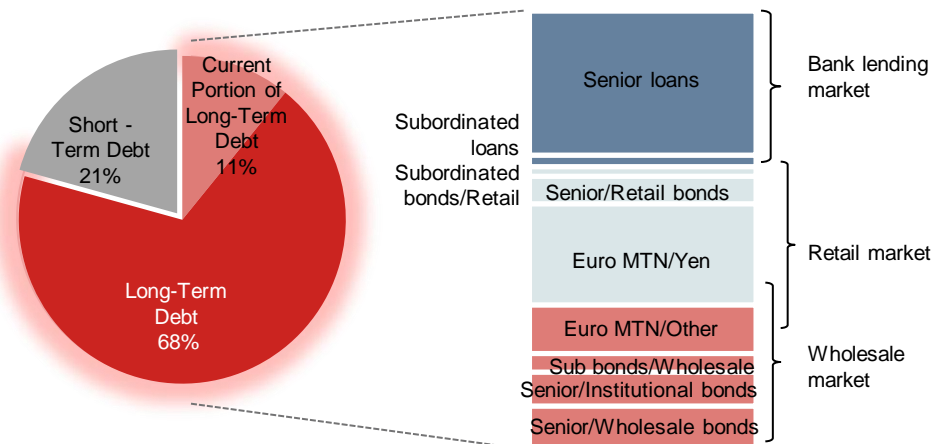 Current
Portion of
Long-Term
Debt
11%
Short -
Term Debt
21%
Long-Term
Debt
68%
Subordinated
loans
Subordinated
bonds/Retail
Senior loans
Senior/Retail bonds
Euro MTN/Yen
Euro MTN/Other
Sub bonds/Wholesale
Senior/Institutional bonds
Senior/Wholesale bonds
Bank lending
market
Retail market
Wholesale
market